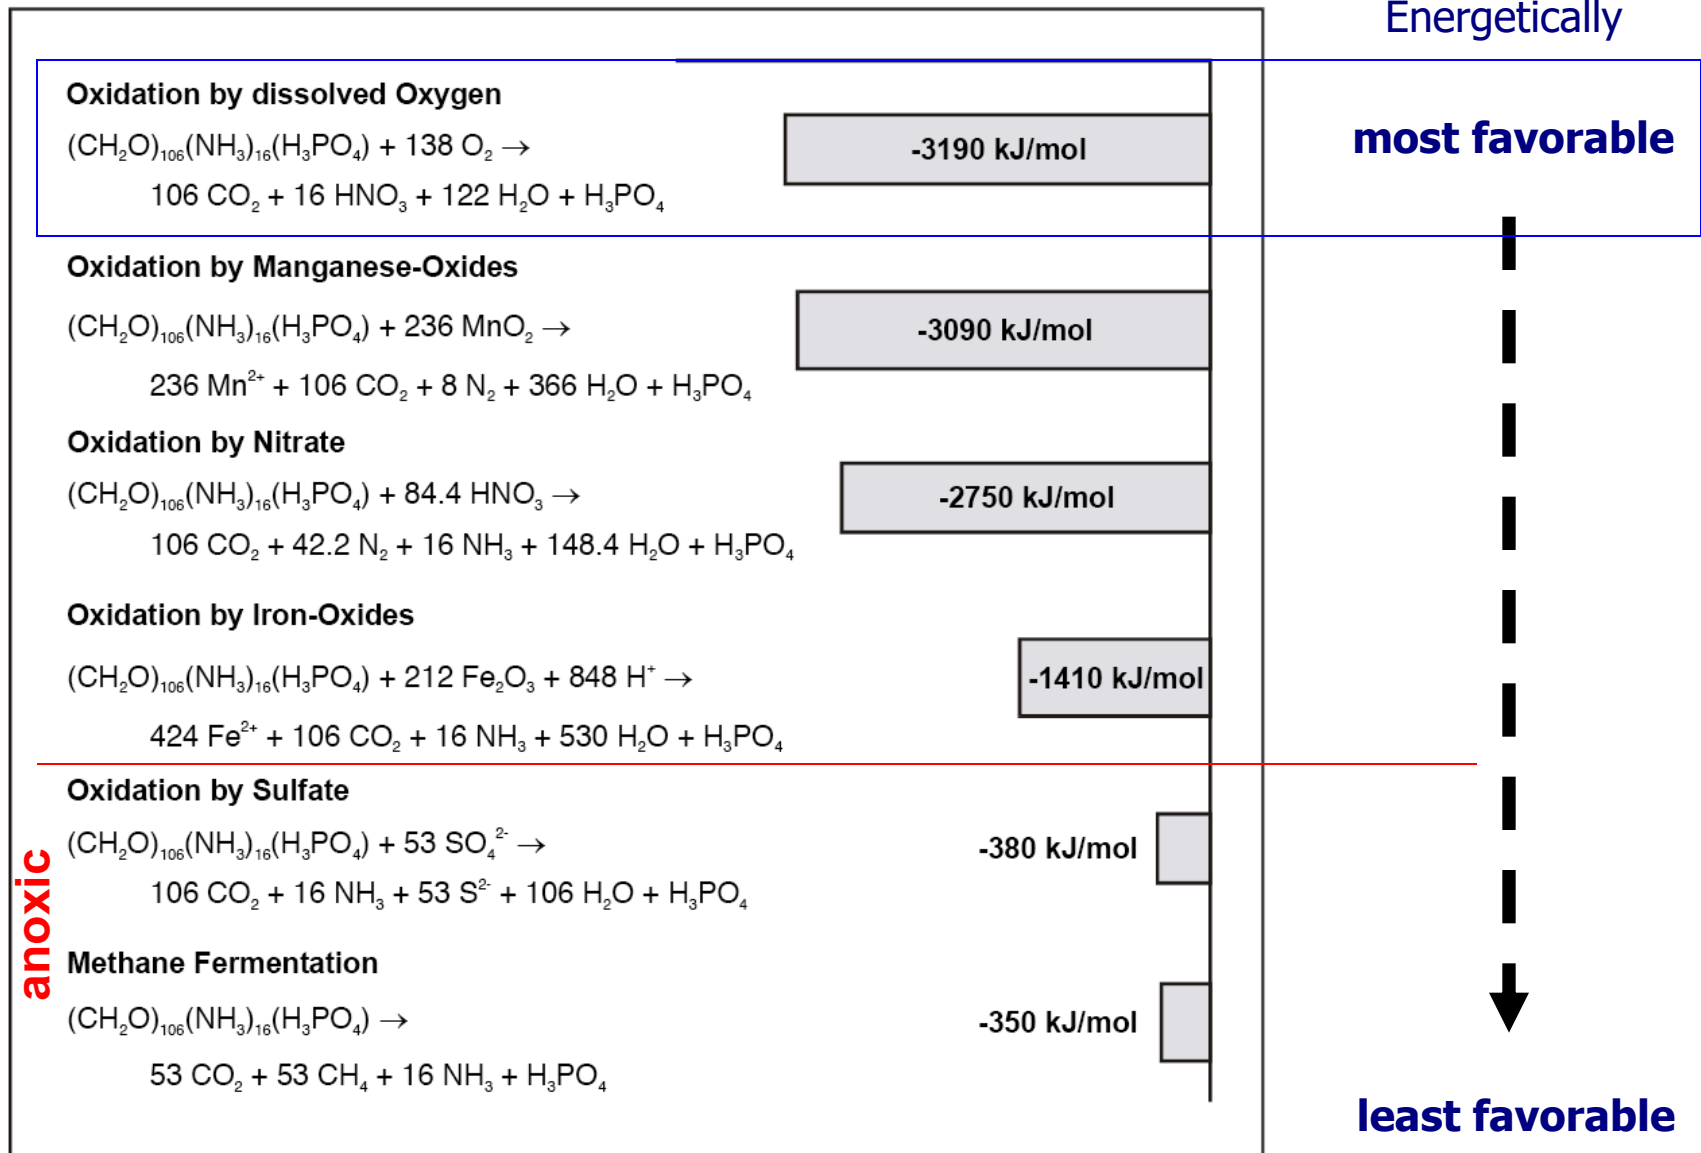 Energetically
Oxidation by dissolved Oxygen
(CH₂O)₁₀₆(NH₃)₁₆(H₃PO₄) + 138 O₂ →
106 CO₂ + 16 HNO₃ + 122 H₂O + H₃PO₄
-3190 kJ/mol
most favorable
Oxidation by Manganese-Oxides
(CH₂O)₁₀₆(NH₃)₁₆(H₃PO₄) + 236 MnO₂ →
236 Mn²⁺ + 106 CO₂ + 8 N₂ + 366 H₂O + H₃PO₄
-3090 kJ/mol
Oxidation by Nitrate
(CH₂O)₁₀₆(NH₃)₁₆(H₃PO₄) + 84.4 HNO₃ →
106 CO₂ + 42.2 N₂ + 16 NH₃ + 148.4 H₂O + H₃PO₄
-2750 kJ/mol
Oxidation by Iron-Oxides
(CH₂O)₁₀₆(NH₃)₁₆(H₃PO₄) + 212 Fe₂O₃ + 848 H⁺ →
424 Fe²⁺ + 106 CO₂ + 16 NH₃ + 530 H₂O + H₃PO₄
-1410 kJ/mol
anoxic
Oxidation by Sulfate
(CH₂O)₁₀₆(NH₃)₁₆(H₃PO₄) + 53 SO₄²⁻ →
106 CO₂ + 16 NH₃ + 53 S²⁻ + 106 H₂O + H₃PO₄
-380 kJ/mol
Methane Fermentation
(CH₂O)₁₀₆(NH₃)₁₆(H₃PO₄) →
53 CO₂ + 53 CH₄ + 16 NH₃ + H₃PO₄
-350 kJ/mol
least favorable